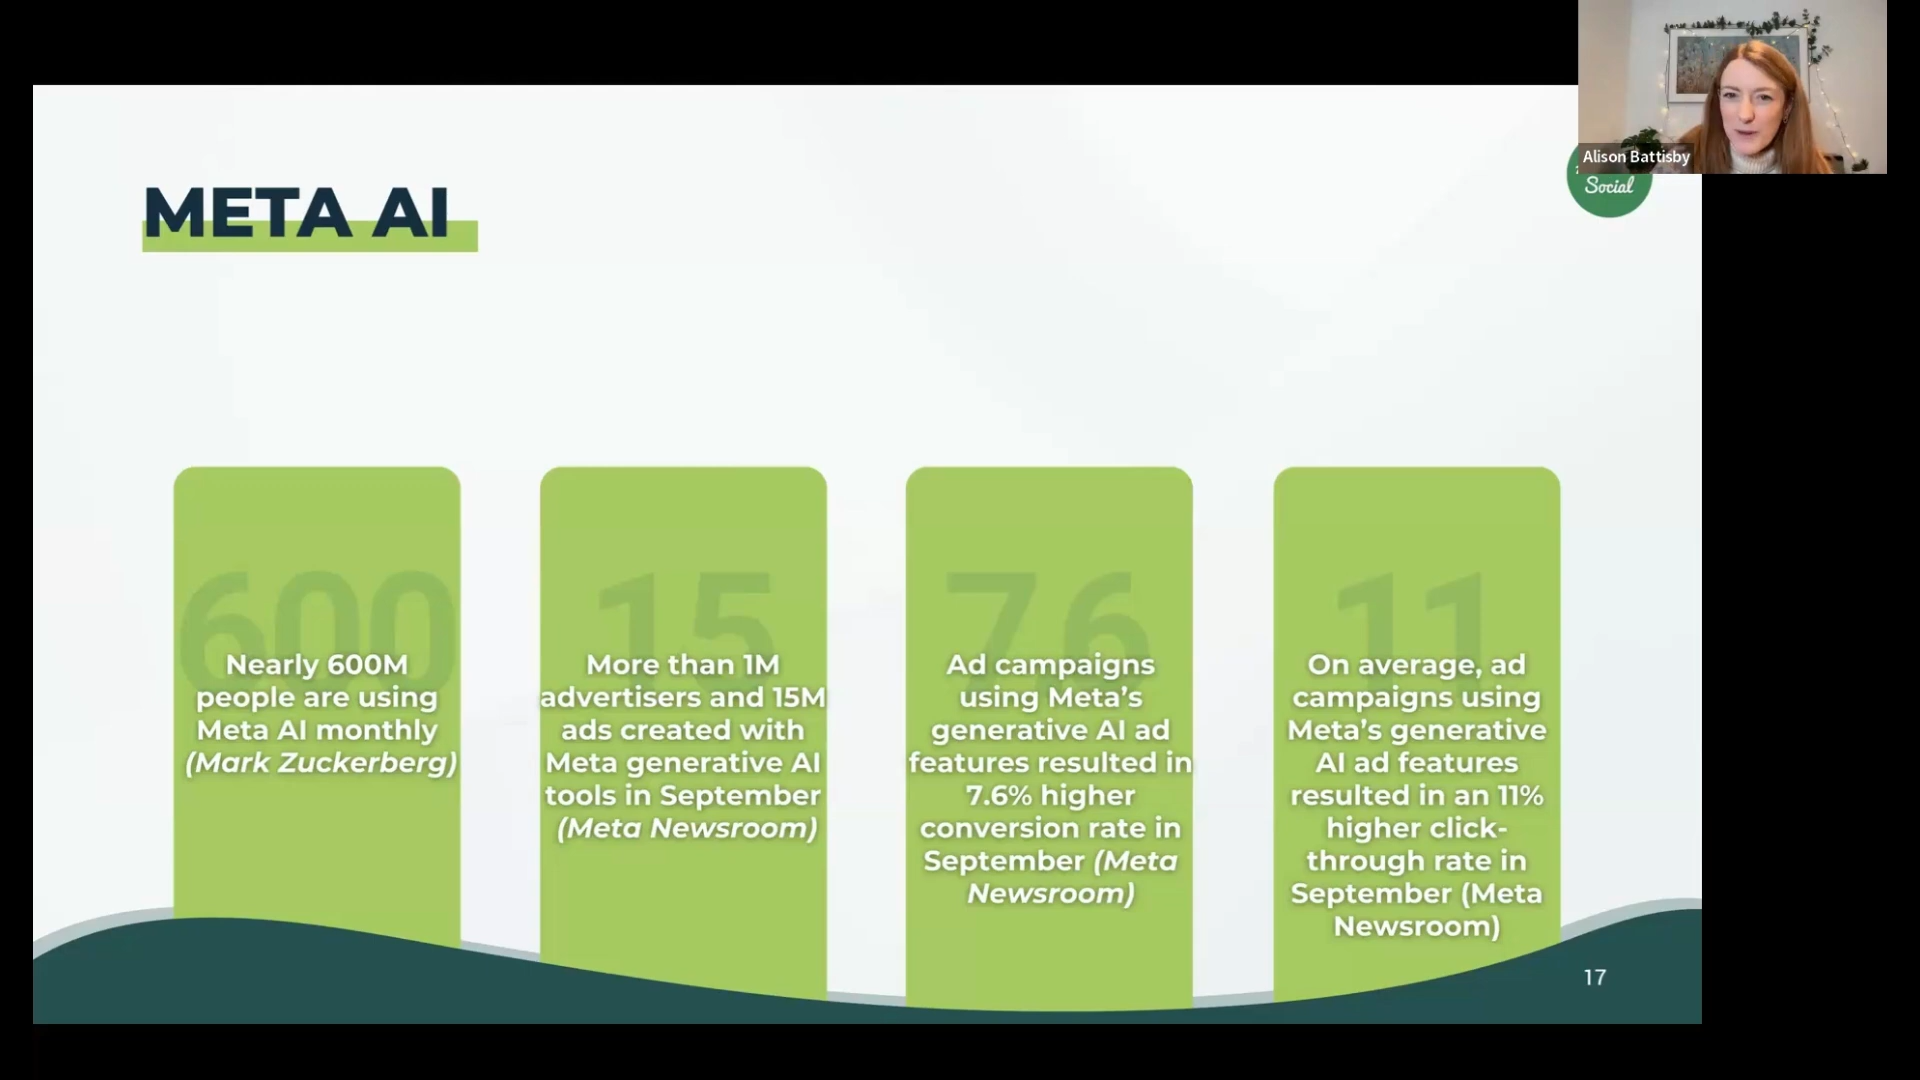 Alison Battisby
Social
META AI
600
Nearly 600M
people are using
Meta AI monthly
(Mark Zuckerberg)
15
More than 1M
advertisers and 15M
ads created with
Meta generative AI
tools in September
(Meta Newsroom)
7.6
Ad campaigns
using Meta’s
generative AI ad
features resulted in
7.6% higher
conversion rate in
September (Meta
Newsroom)
11
On average, ad
campaigns using
Meta’s generative
AI ad features
resulted in an 11%
higher click-
through rate in
September (Meta
Newsroom)
17